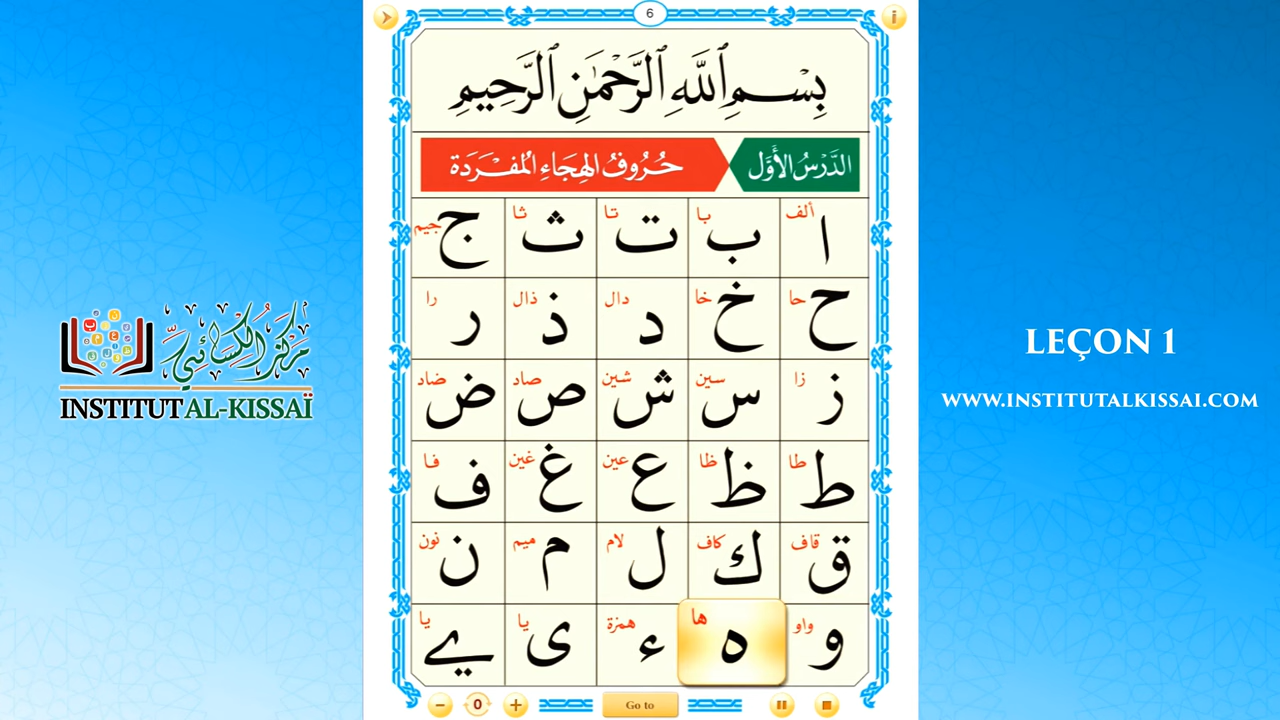 6
بِسْمِ ٱللَّهِ ٱلرَّحْمَٰنِ ٱلرَّحِيمِ
الدَّرْسُ الأَوَّل حُرُوفُ الهِجَاءِ المُفْرَدَة
ا ألف ب با ت تا ث ثا ج جيم
ح حا خ خا د دال ذ ذال ر را
ز زا س سين ش شين ص صاد ض ضاد
ط طا ظ ظا ع عين غ غين ف فا
ق قاف ك كاف ل لام م ميم ن نون
و واو ه ها ء همزة ى يا ے يا
0
Go to
مركز الكسائي
INSTITUT AL-KISSAÏ
LEÇON 1
WWW.INSTITUTALKISSAI.COM